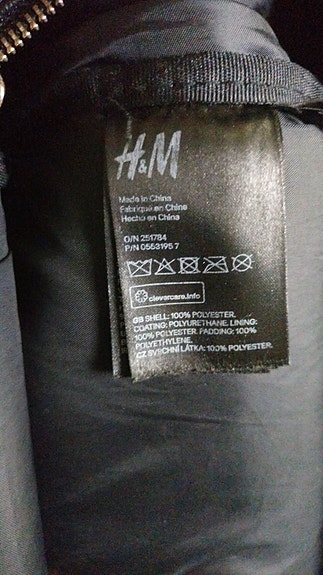 H&M
Made in China
Fabriqué en Chine
Hecho en China
O/N 251784
P/N 0563195 7
clevercare.info
GB SHELL: 100% POLYESTER.
COATING: POLYURETHANE. LINING:
100% POLYESTER. PADDING: 100%
POLYETHYLENE.
CZ SVRCHNÍ LÁTKA: 100% POLYESTER.